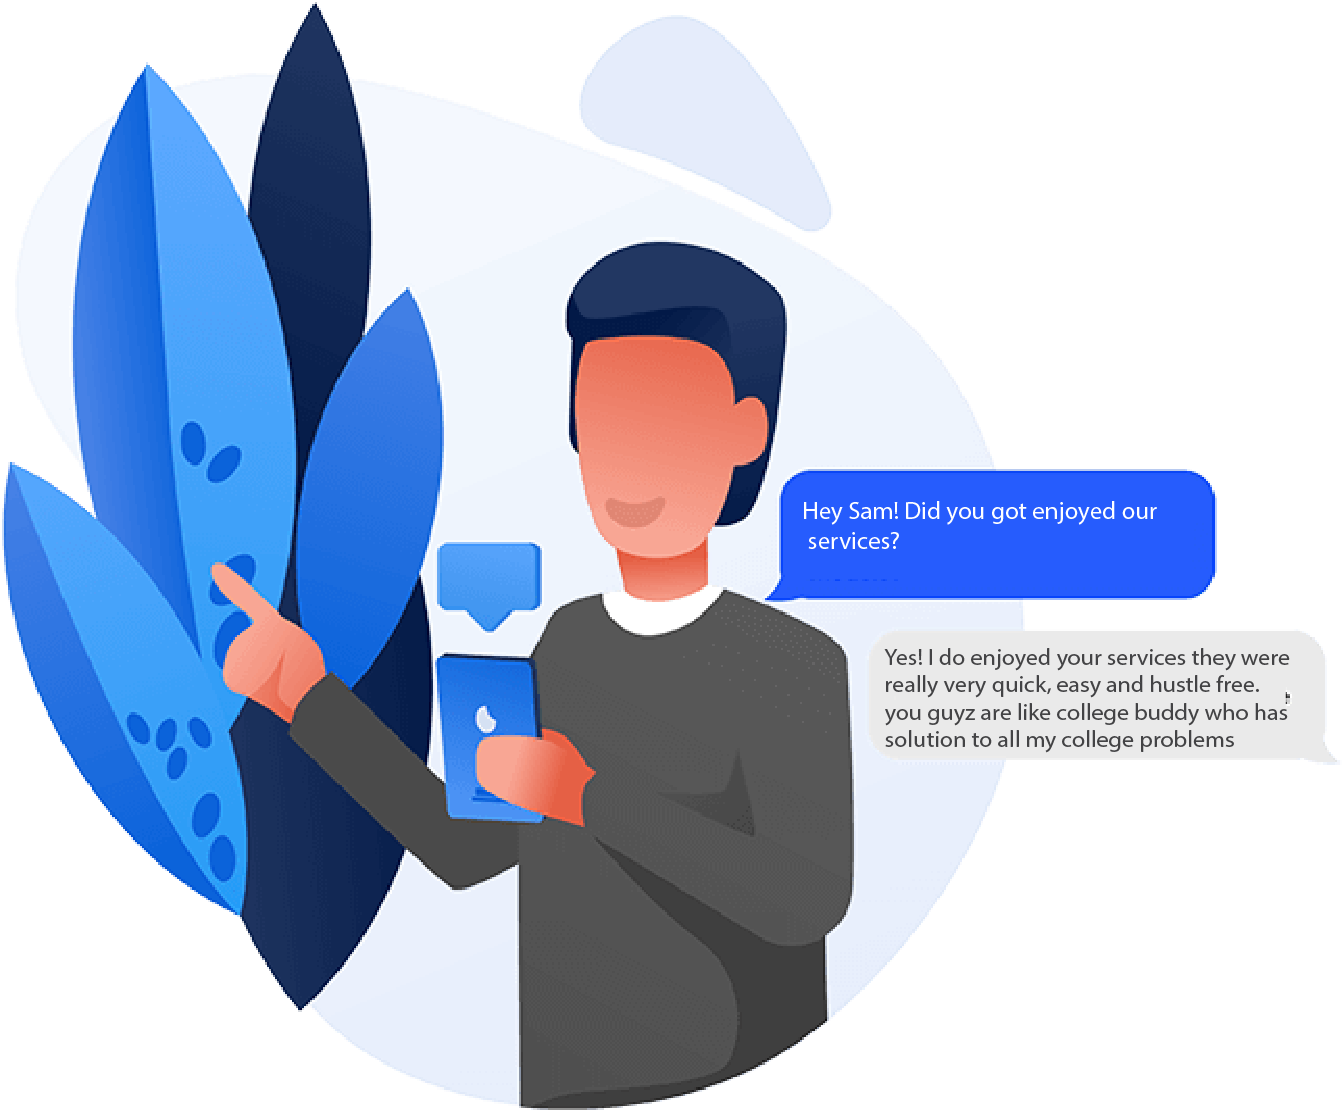 Hey Sam! Did you got enjoyed our
services?
Yes! I do enjoyed your services they were
really very quick, easy and hustle free.
you guyz are like college buddy who has
solution to all my college problems